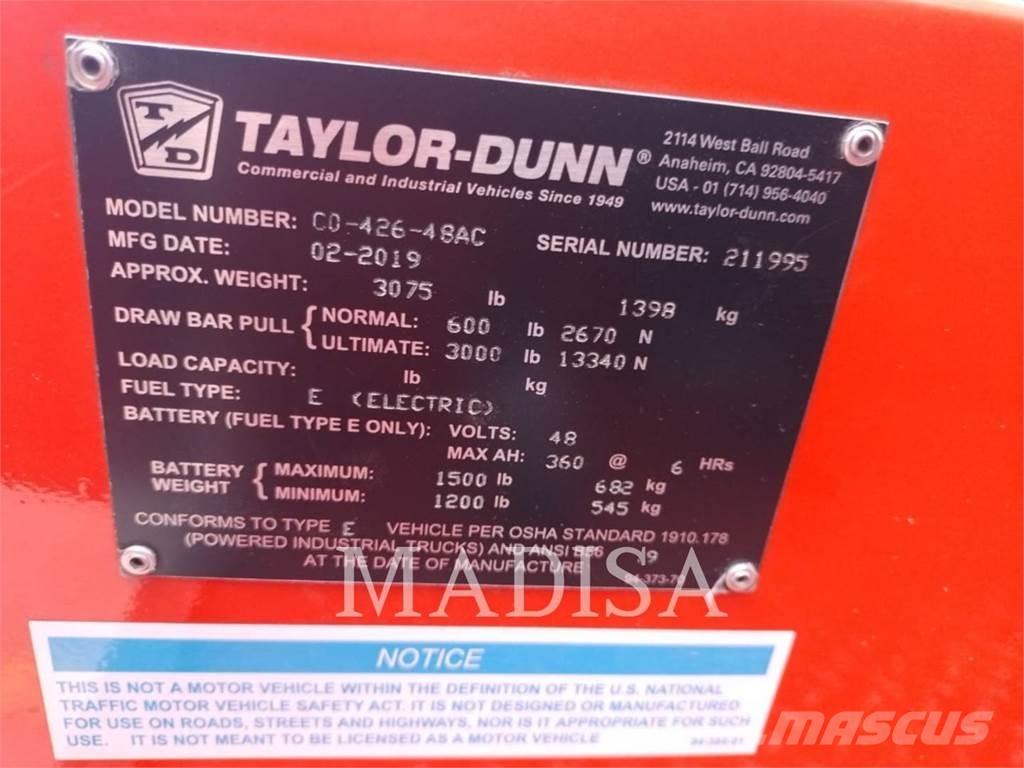 TD
TAYLOR-DUNN®
Commercial and Industrial Vehicles Since 1949
2114 West Ball Road
Anaheim, CA 92804-5417
USA - 01 (714) 956-4040
www.taylor-dunn.com
MODEL NUMBER: CO-426-48AC
SERIAL NUMBER: 211995
MFG DATE: 02-2019
APPROX. WEIGHT: 3075 lb 1398 kg
DRAW BAR PULL { NORMAL: 600 lb 2670 N
ULTIMATE: 3000 lb 13340 N
LOAD CAPACITY: lb kg
FUEL TYPE: E (ELECTRIC)
BATTERY (FUEL TYPE E ONLY): VOLTS: 48
MAX AH: 360 @ 6 HRs
BATTERY WEIGHT { MAXIMUM: 1500 lb 682 kg
MINIMUM: 1200 lb 545 kg
CONFORMS TO TYPE E VEHICLE PER OSHA STANDARD 1910.178
(POWERED INDUSTRIAL TRUCKS) AND ANSI B56 9
AT THE DATE OF MANUFACTURE
94-373-70
MADISA
NOTICE
THIS IS NOT A MOTOR VEHICLE WITHIN THE DEFINITION OF THE U.S. NATIONAL
TRAFFIC MOTOR VEHICLE SAFETY ACT. IT IS NOT DESIGNED OR MANUFACTURED
FOR USE ON ROADS, STREETS AND HIGHWAYS, NOR IS IT APPROPRIATE FOR SUCH
USE. IT IS NOT MEANT TO BE LICENSED AS A MOTOR VEHICLE
MASCUS